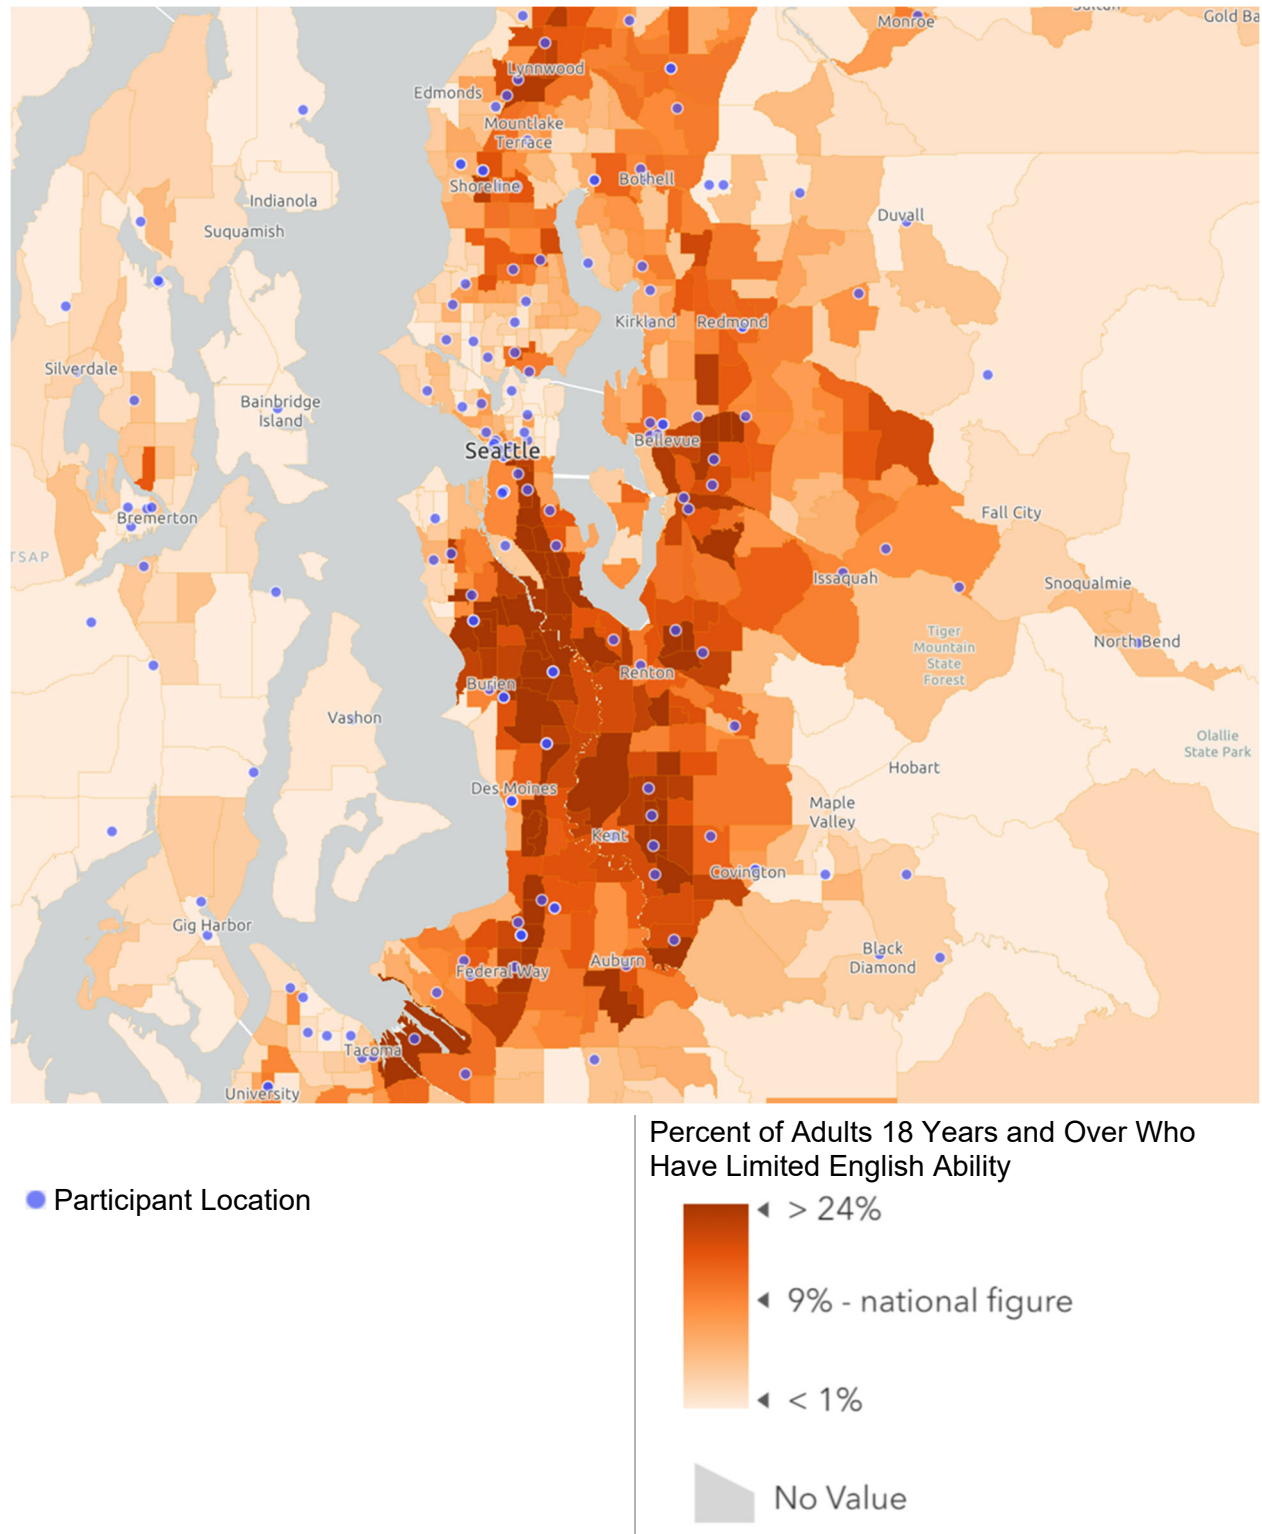 Sultan
Gold Ba
Monroe
Lynnwood
Edmonds
Mountlake
Terrace
Bothell
Shoreline
Indianola
Duvall
Suquamish
Kirkland
Redmond
Silverdale
Bainbridge
Island
Bellevue
Seattle
Fall City
Bremerton
TSAP
Issaquah
Snoqualmie
Tiger
Mountain
State
Forest
North Bend
Renton
Burien
Vashon
Olallie
State Park
Hobart
Des Moines
Maple
Valley
Kent
Covington
Gig Harbor
Black
Diamond
Auburn
Federal Way
Tacoma
University
Participant Location
Percent of Adults 18 Years and Over Who
Have Limited English Ability
> 24%
9% - national figure
< 1%
No Value